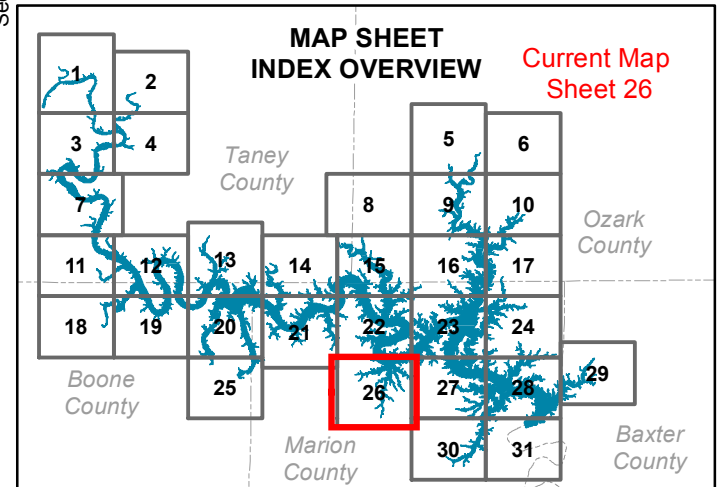 MAP SHEET
INDEX OVERVIEW
Current Map
Sheet 26
1
2
3
4
Taney
County
5
6
7
8
9
10
Ozark
County
11
12
13
14
15
16
17
18
19
20
21
22
23
24
25
26
27
28
29
Boone
County
Marion
County
30
31
Baxter
County